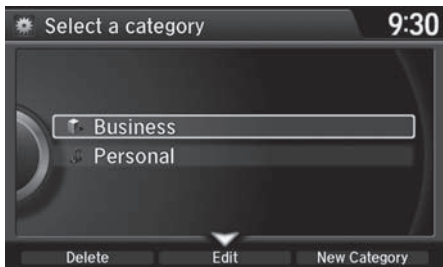 Select a category
9:30
Business
Personal
Delete
Edit
New Category